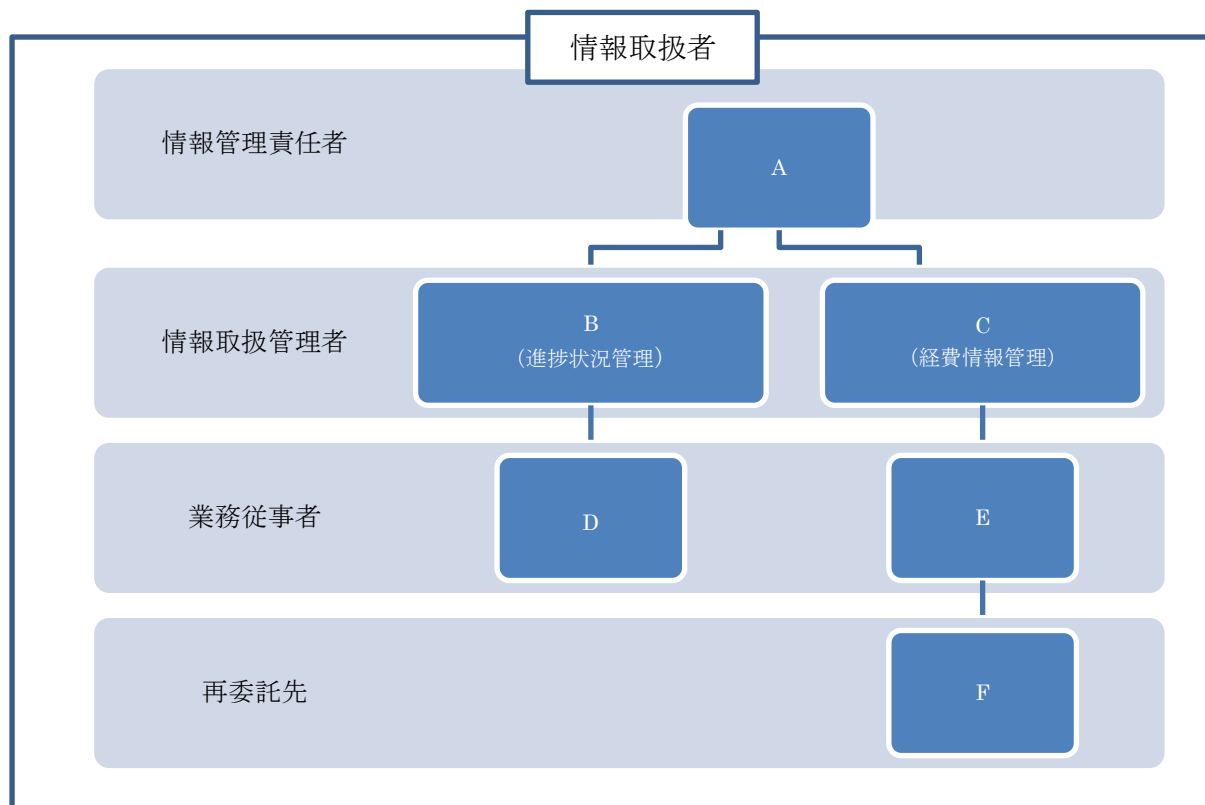 情報取扱者
情報管理責任者
A
情報取扱管理者
B
（進捗状況管理）
C
（経費情報管理）
業務従事者
D
E
再委託先
F